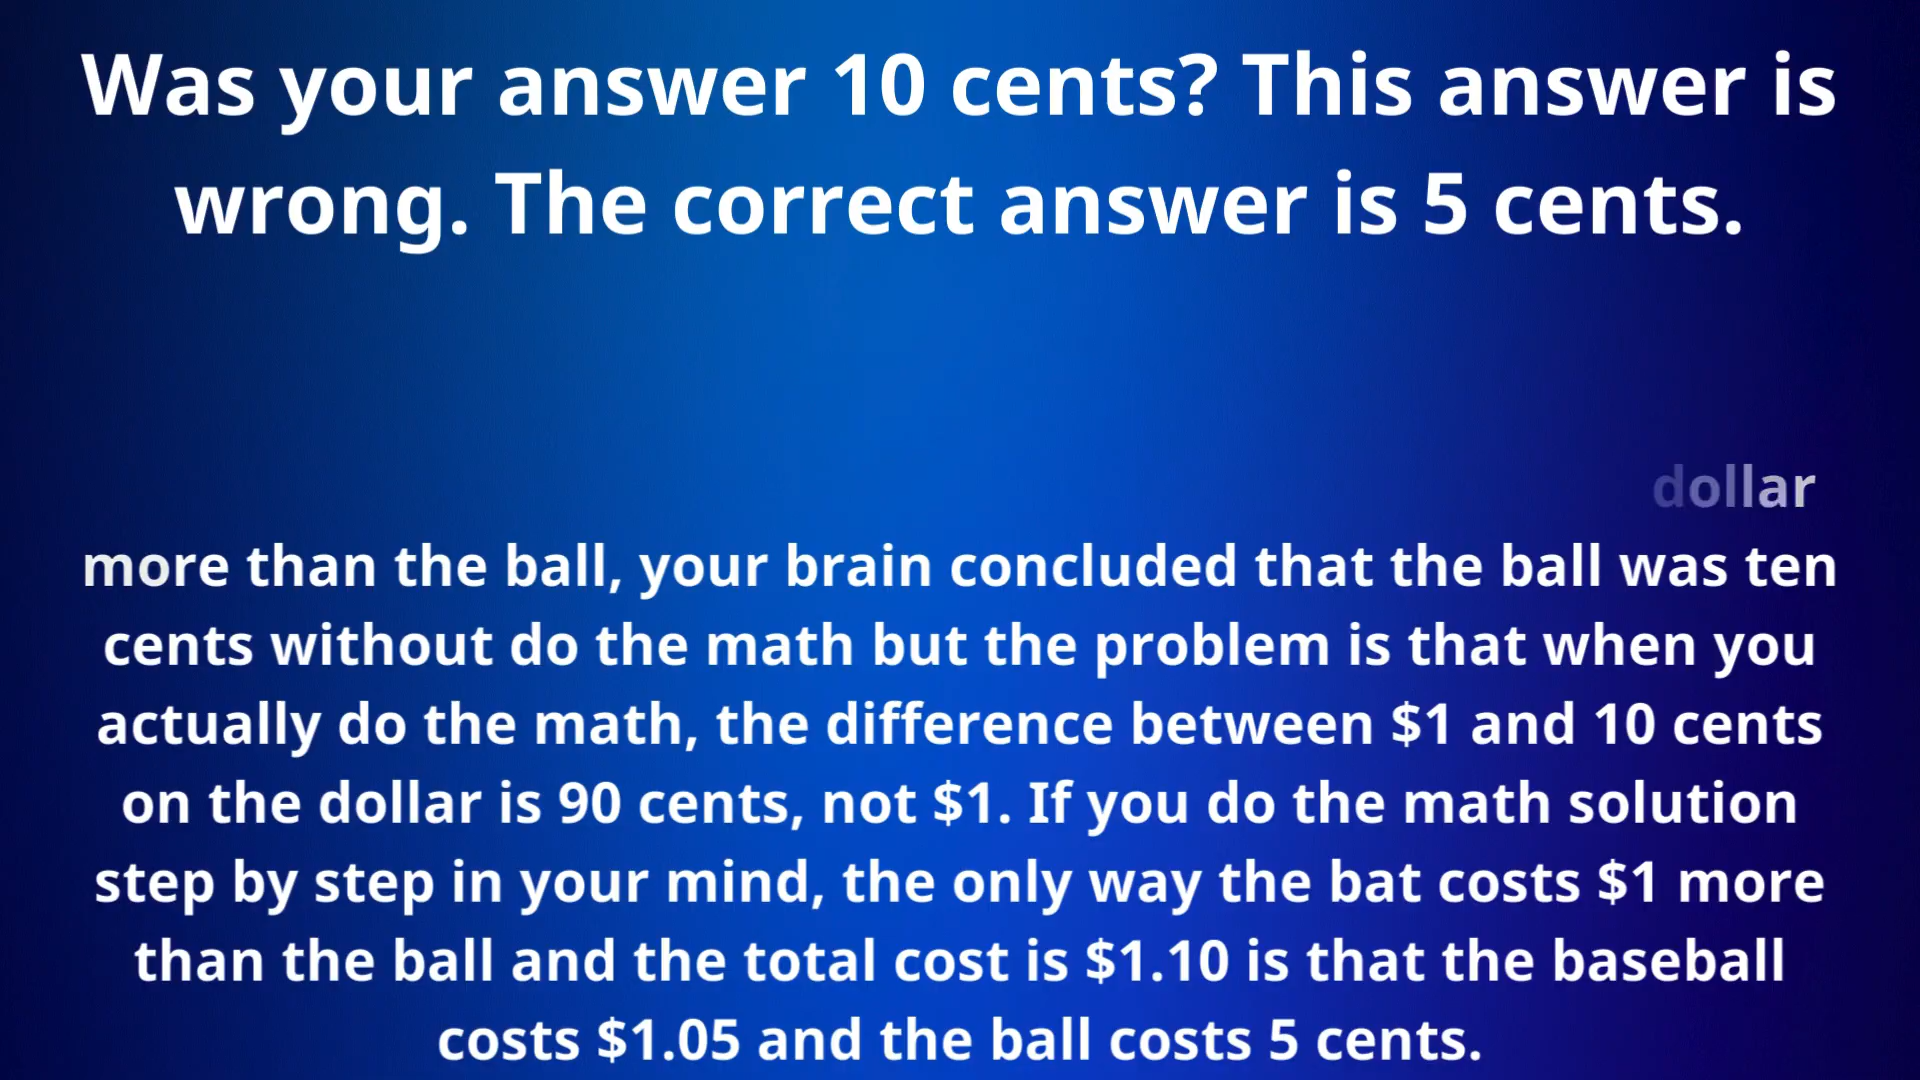 Was your answer 10 cents? This answer is
wrong. The correct answer is 5 cents.
dollar
more than the ball, your brain concluded that the ball was ten
cents without do the math but the problem is that when you
actually do the math, the difference between $1 and 10 cents
on the dollar is 90 cents, not $1. If you do the math solution
step by step in your mind, the only way the bat costs $1 more
than the ball and the total cost is $1.10 is that the baseball
costs $1.05 and the ball costs 5 cents.